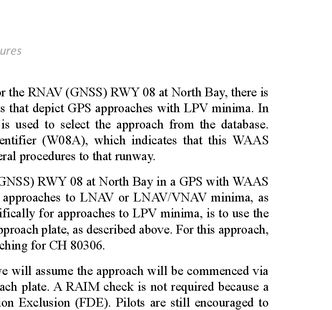 ures
r the RNAV (GNSS) RWY 08 at North Bay, there is
s that depict GPS approaches with LPV minima. In
is used to select the approach from the database.
entifier (W08A), which indicates that this WAAS
eral procedures to that runway.
GNSS) RWY 08 at North Bay in a GPS with WAAS
approaches to LNAV or LNAV/VNAV minima, as
ifically for approaches to LPV minima, is to use the
pproach plate, as described above. For this approach,
ching for CH 80306.
ve will assume the approach will be commenced via
ach plate. A RAIM check is not required because a
on Exclusion (FDE). Pilots are still encouraged to